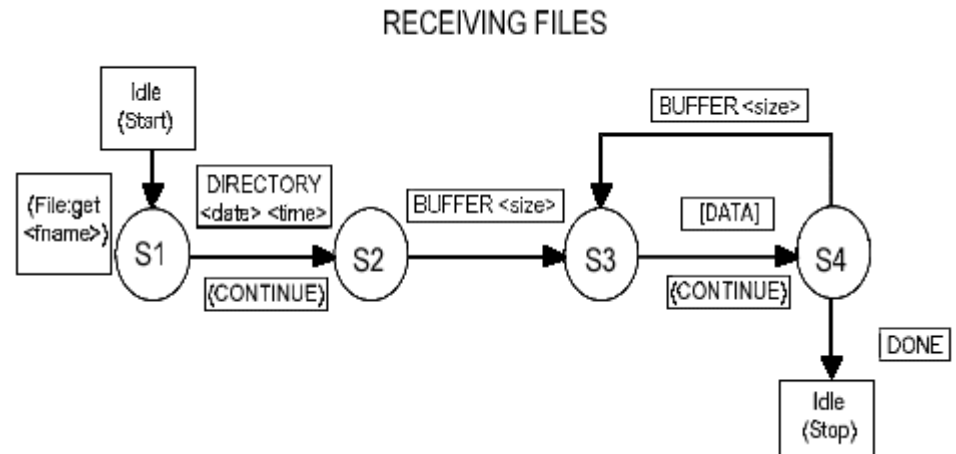 RECEIVING FILES
Idle
(Start)
BUFFER <size>
(File:get
<fname>)
DIRECTORY
<date> <time>
BUFFER <size>
[DATA]
S1
S2
S3
S4
(CONTINUE)
(CONTINUE)
DONE
Idle
(Stop)